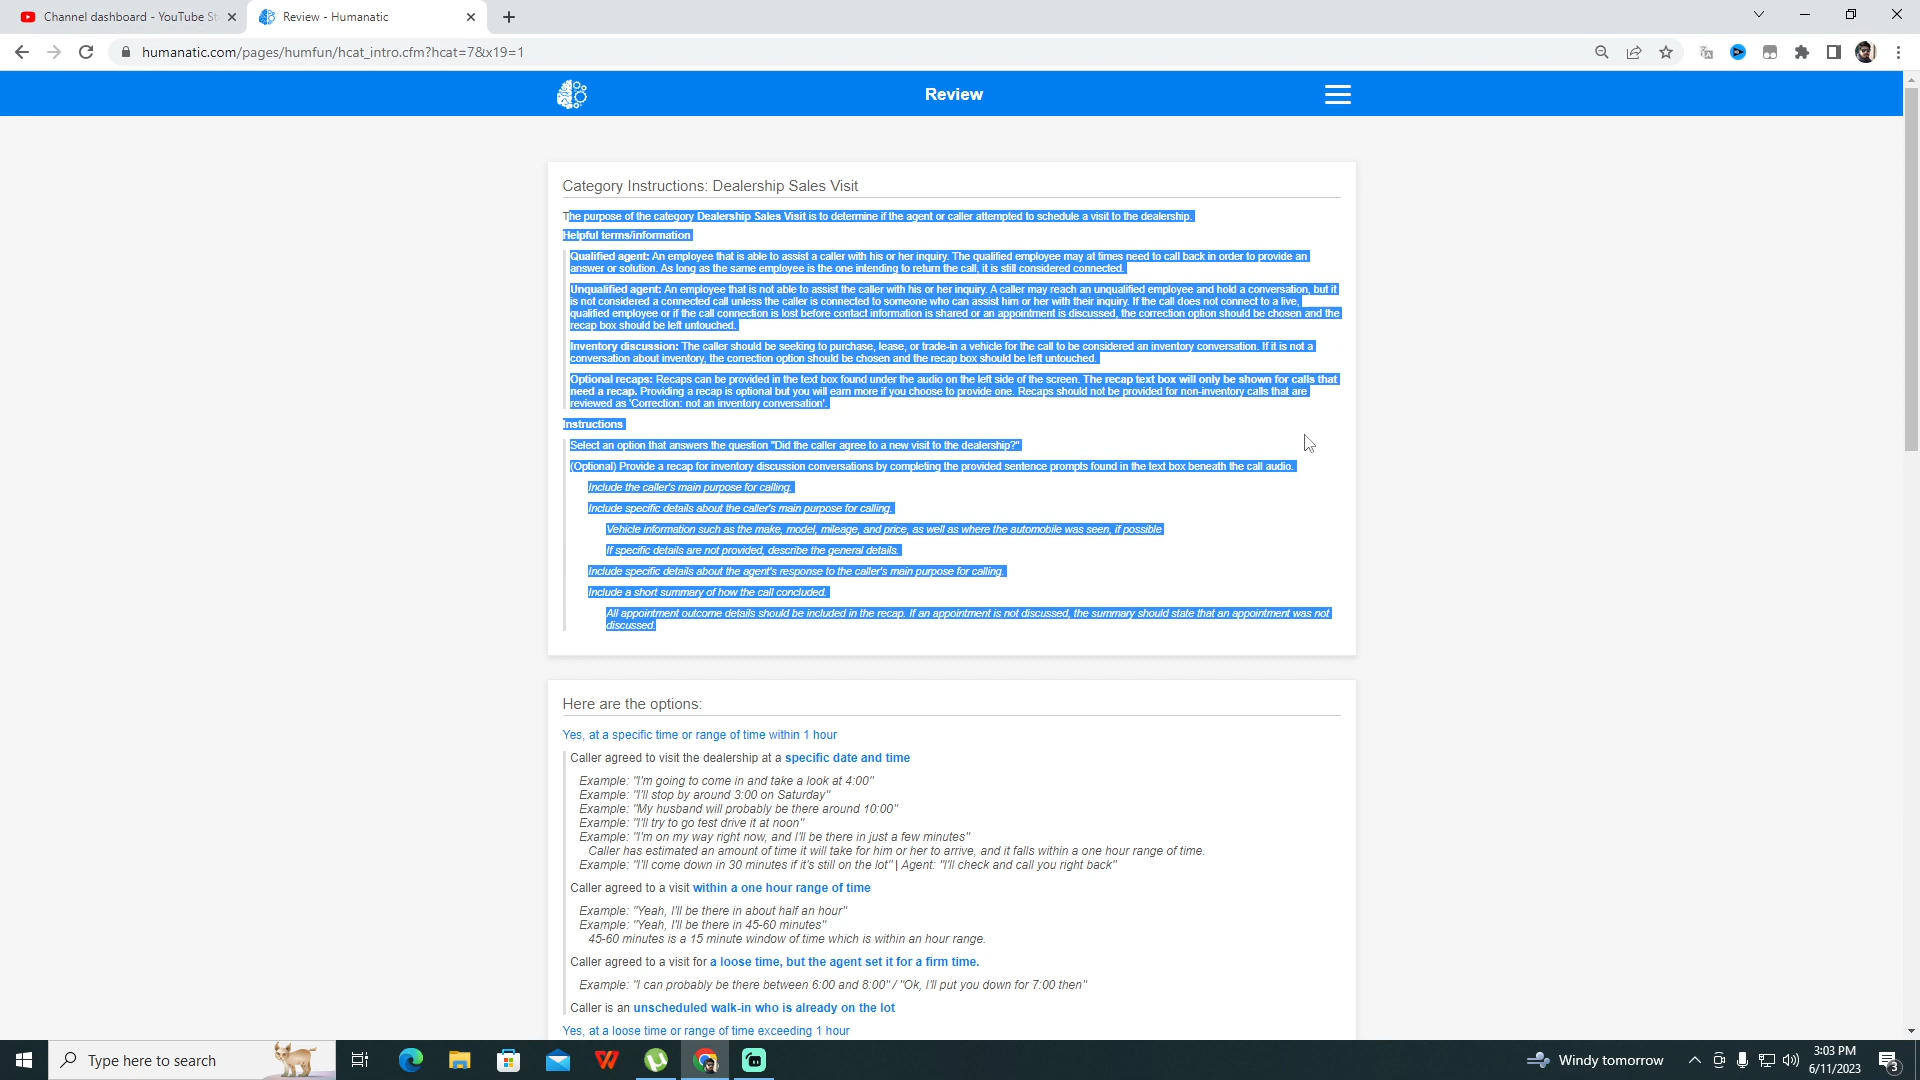 Channel dashboard - YouTube St
Review - Humanatic
humanatic.com/pages/humfun/hcat_intro.cfm?hcat=7&x19=1
Review
Category Instructions: Dealership Sales Visit
The purpose of the category Dealership Sales Visit is to determine if the agent or caller attempted to schedule a visit to the dealership.
Helpful terms/information
Qualified agent: An employee that is able to assist a caller with his or her inquiry. The qualified employee may at times need to call back in order to provide an
answer or solution. As long as the same employee is the one intending to return the call, it is still considered connected.
Unqualified agent: An employee that is not able to assist the caller with his or her inquiry. A caller may reach an unqualified employee and hold a conversation, but it
is not considered a connected call unless the caller is connected to someone who can assist him or her with their inquiry. If the call does not connect to a live,
qualified employee or if the call connection is lost before contact information is shared or an appointment is discussed, the correction option should be chosen and the
recap box should be left untouched.
Inventory discussion: The caller should be seeking to purchase, lease, or trade-in a vehicle for the call to be considered an inventory conversation. If it is not a
conversation about inventory, the correction option should be chosen and the recap box should be left untouched.
Optional recaps: Recaps can be provided in the text box found under the audio on the left side of the screen. The recap text box will only be shown for calls that
need a recap. Providing a recap is optional but you will earn more if you choose to provide one. Recaps should not be provided for non-inventory calls that are
reviewed as 'Correction: not an inventory conversation'.
Instructions
Select an option that answers the question "Did the caller agree to a new visit to the dealership?"
(Optional) Provide a recap for inventory discussion conversations by completing the provided sentence prompts found in the text box beneath the call audio.
Include the caller's main purpose for calling.
Include specific details about the caller's main purpose for calling.
Vehicle information such as the make, model, mileage, and price, as well as where the automobile was seen, if possible
If specific details are not provided, describe the general details.
Include specific details about the agent's response to the caller's main purpose for calling.
Include a short summary of how the call concluded.
All appointment outcome details should be included in the recap. If an appointment is not discussed, the summary should state that an appointment was not
discussed.
Here are the options:
Yes, at a specific time or range of time within 1 hour
Caller agreed to visit the dealership at a specific date and time
Example: "I'm going to come in and take a look at 4:00"
Example: "I'll stop by around 3:00 on Saturday"
Example: "My husband will probably be there around 10:00"
Example: "I'll try to go test drive it at noon"
Example: "I'm on my way right now, and I'll be there in just a few minutes"
Caller has estimated an amount of time it will take for him or her to arrive, and it falls within a one hour range of time.
Example: "I'll come down in 30 minutes if it's still on the lot" | Agent: "I'll check and call you right back"
Caller agreed to a visit within a one hour range of time
Example: "Yeah, I'll be there in about half an hour"
Example: "Yeah, I'll be there in 45-60 minutes"
45-60 minutes is a 15 minute window of time which is within an hour range.
Caller agreed to a visit for a loose time, but the agent set it for a firm time.
Example: "I can probably be there between 6:00 and 8:00" / "Ok, I'll put you down for 7:00 then"
Caller is an unscheduled walk-in who is already on the lot
Yes, at a loose time or range of time exceeding 1 hour
Type here to search
Windy tomorrow
3:03 PM
6/11/2023
3